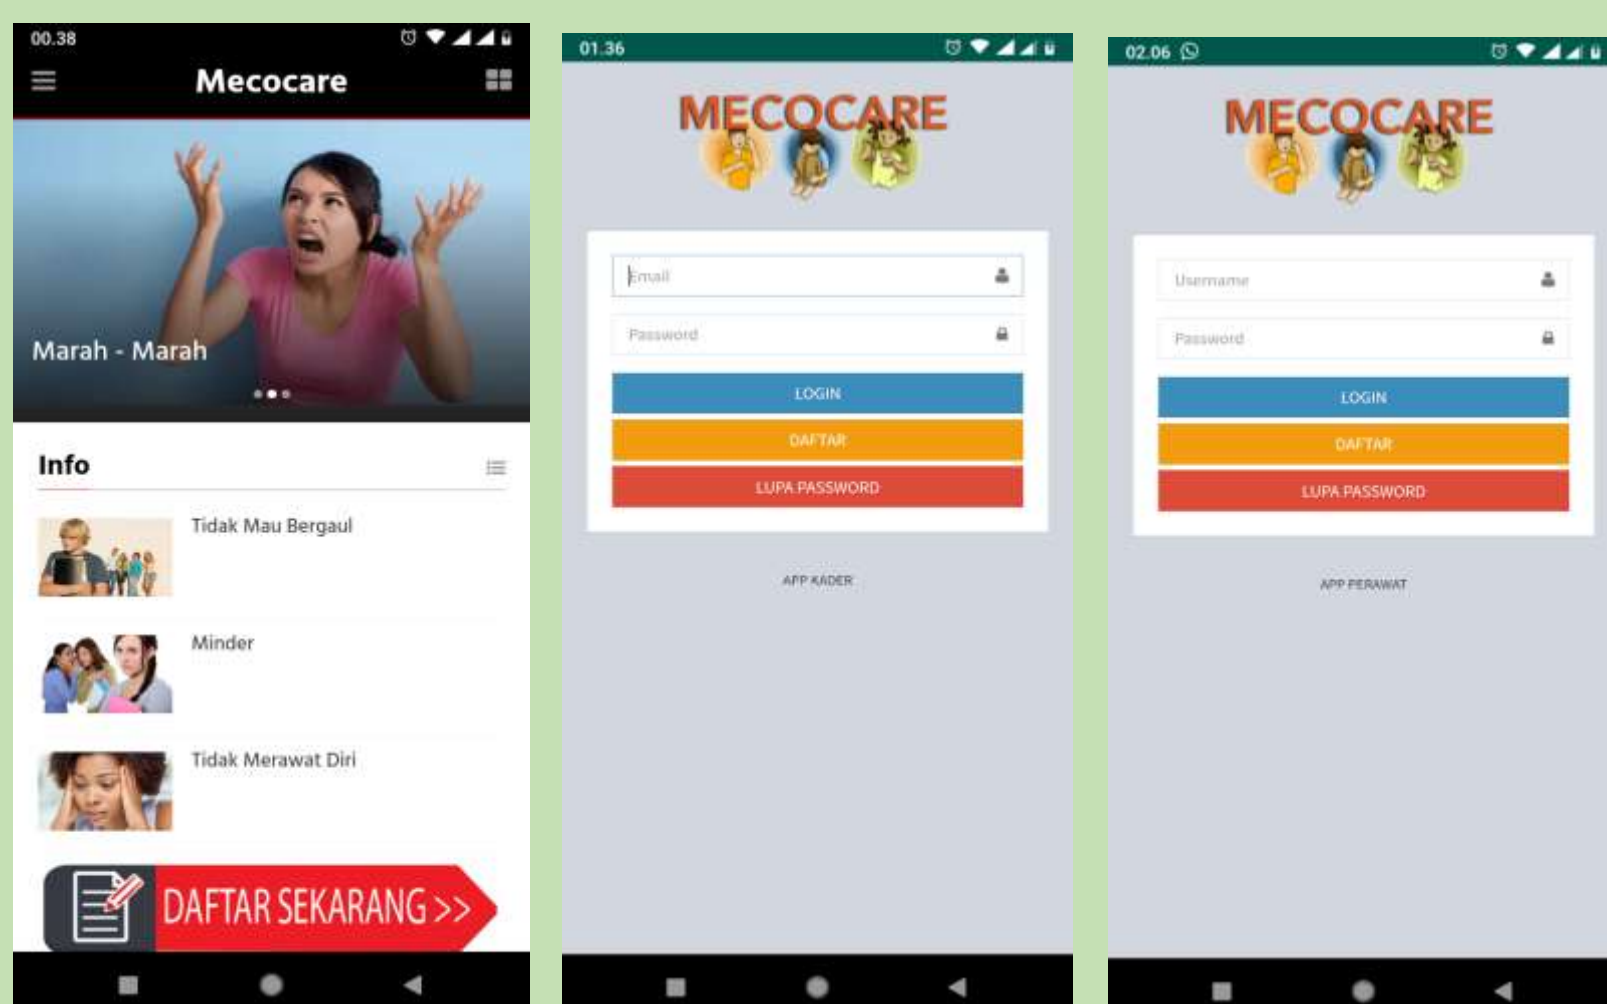 00.38
Mecocare
Marah - Marah
Info
Tidak Mau Bergaul
Minder
Tidak Merawat Diri
DAFTAR SEKARANG >>
01.36
MECOCARE
Email
Password
LOGIN
DAFTAR
LUPA PASSWORD
APP KADER
02.06
MECOCARE
Username
Password
LOGIN
DAFTAR
LUPA PASSWORD
APP PERAWAT